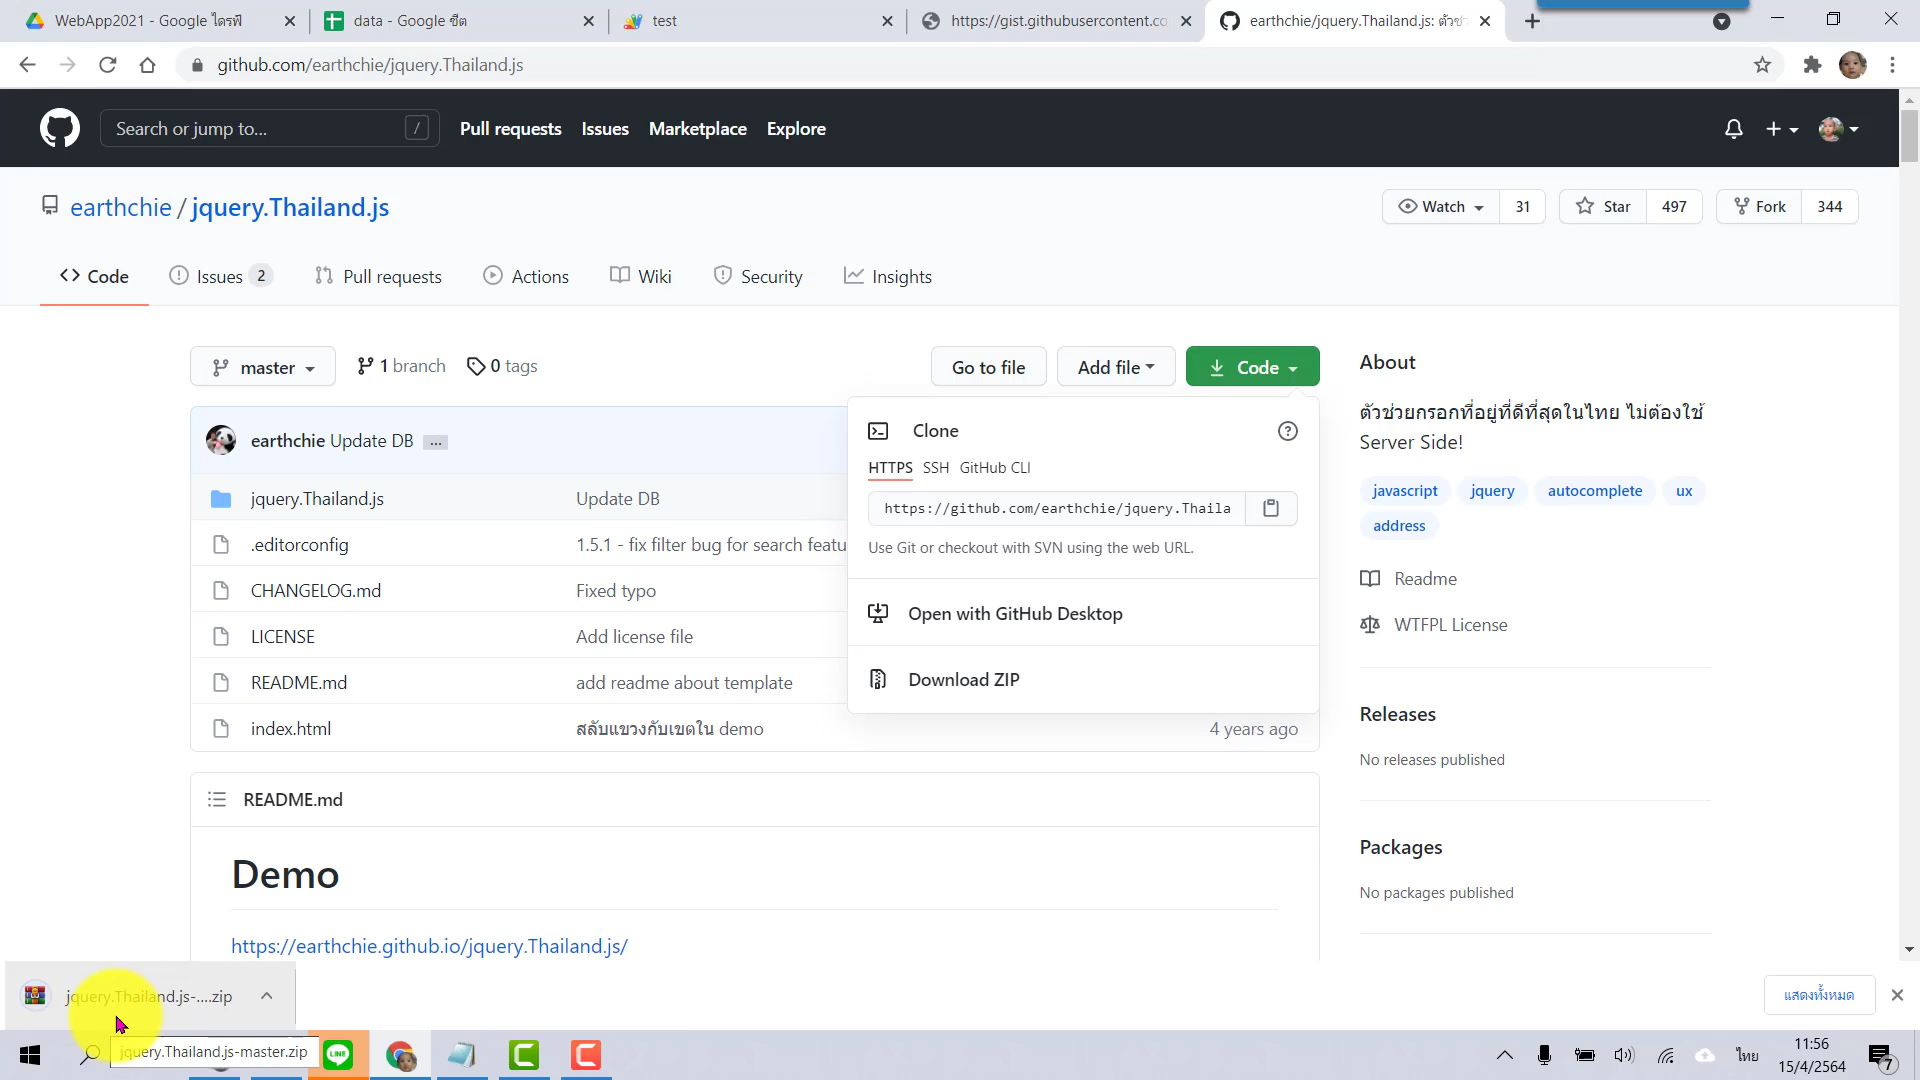 WebApp2021 - Google ไดรฟ์
data - Google ชีต
test
https://gist.githubusercontent.co
earthchie/jquery.Thailand.js: ตัวช่ว
github.com/earthchie/jquery.Thailand.js
Search or jump to...
/
Pull requests
Issues
Marketplace
Explore
earthchie / jquery.Thailand.js
Watch 31
Star 497
Fork 344
Code
Issues 2
Pull requests
Actions
Wiki
Security
Insights
master
1 branch
0 tags
Go to file
Add file
Code
earthchie Update DB ...
jquery.Thailand.js
Update DB
.editorconfig
1.5.1 - fix filter bug for search featu
CHANGELOG.md
Fixed typo
LICENSE
Add license file
README.md
add readme about template
index.html
สลับแขวงกับเขตใน demo
4 years ago
Clone
HTTPS SSH GitHub CLI
https://github.com/earthchie/jquery.Thaila
Use Git or checkout with SVN using the web URL.
Open with GitHub Desktop
Download ZIP
About
ตัวช่วยกรอกที่อยู่ที่ดีที่สุดในไทย ไม่ต้องใช้
Server Side!
javascript
jquery
autocomplete
ux
address
Readme
WTFPL License
Releases
No releases published
Packages
No packages published
README.md
Demo
https://earthchie.github.io/jquery.Thailand.js/
jquery.Thailand.js-....zip
แสดงทั้งหมด
jquery.Thailand.js-master.zip
LINE
ไทย
11:56
15/4/2564
7